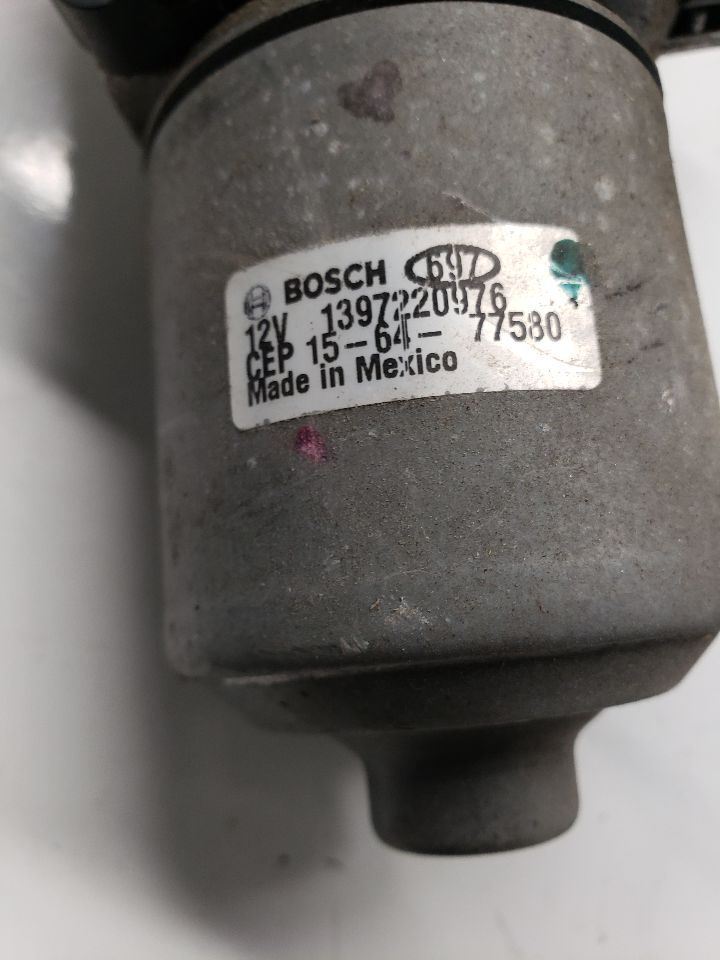 BOSCH 697
12V 1397220976
CEP 15-64-77580
Made in Mexico